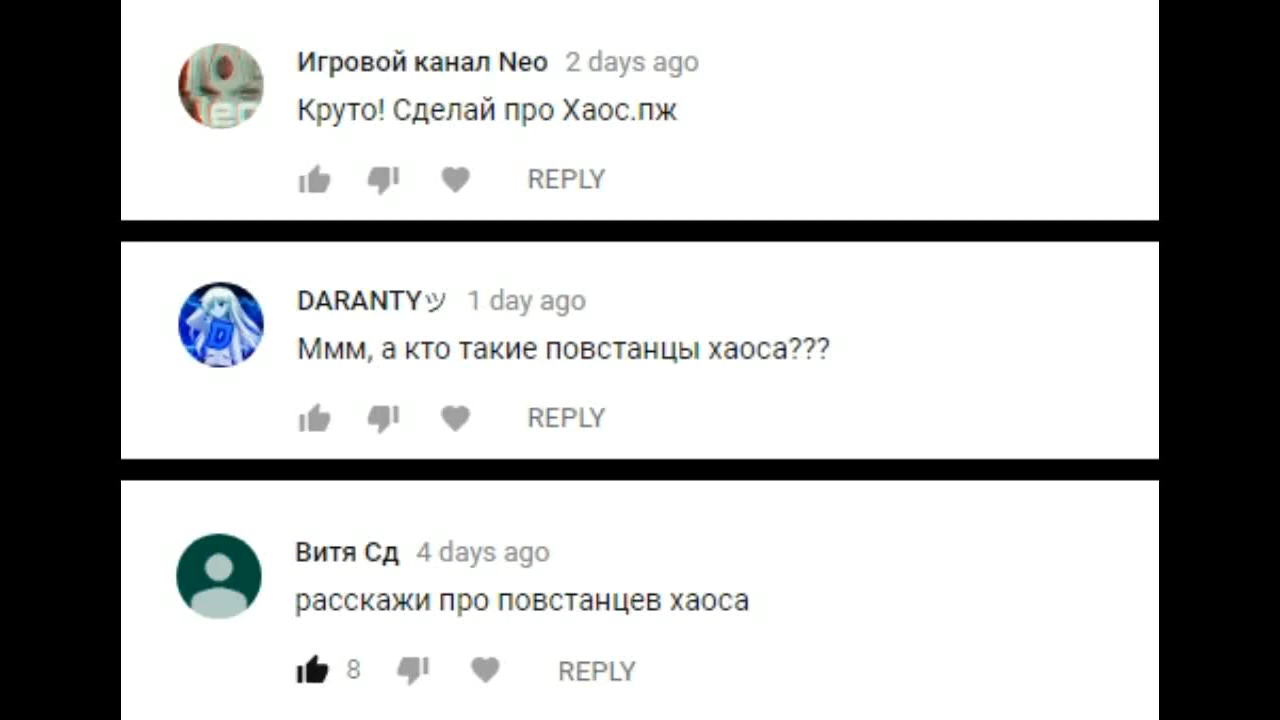 Игровой канал Neo 2 days ago
Круто! Сделай про Хаос.пж
REPLY
DARANTYツ 1 day ago
Ммм, а кто такие повстанцы хаоса???
REPLY
Витя Сд 4 days ago
расскажи про повстанцев хаоса
8 REPLY